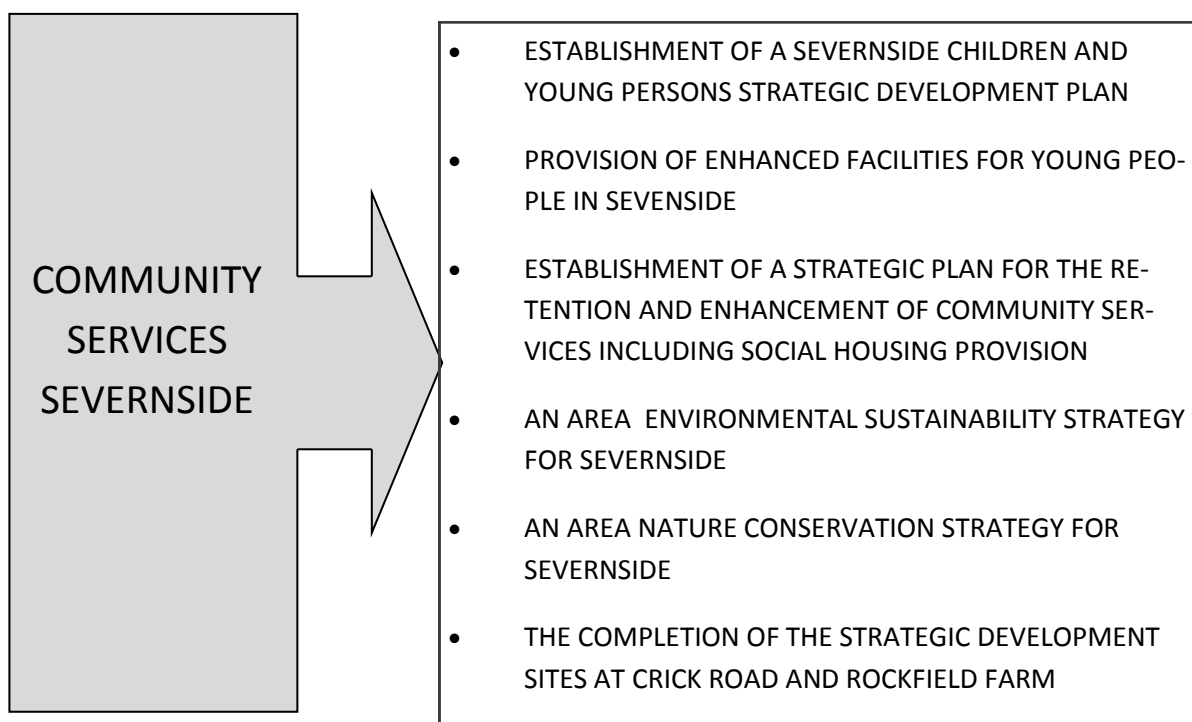 COMMUNITY
SERVICES
SEVERNSIDE
• ESTABLISHMENT OF A SEVERNSIDE CHILDREN AND
YOUNG PERSONS STRATEGIC DEVELOPMENT PLAN
• PROVISION OF ENHANCED FACILITIES FOR YOUNG PEO-
PLE IN SEVENSIDE
• ESTABLISHMENT OF A STRATEGIC PLAN FOR THE RE-
TENTION AND ENHANCEMENT OF COMMUNITY SER-
VICES INCLUDING SOCIAL HOUSING PROVISION
• AN AREA  ENVIRONMENTAL SUSTAINABILITY STRATEGY
FOR SEVERNSIDE
• AN AREA NATURE CONSERVATION STRATEGY FOR
SEVERNSIDE
• THE COMPLETION OF THE STRATEGIC DEVELOPMENT
SITES AT CRICK ROAD AND ROCKFIELD FARM